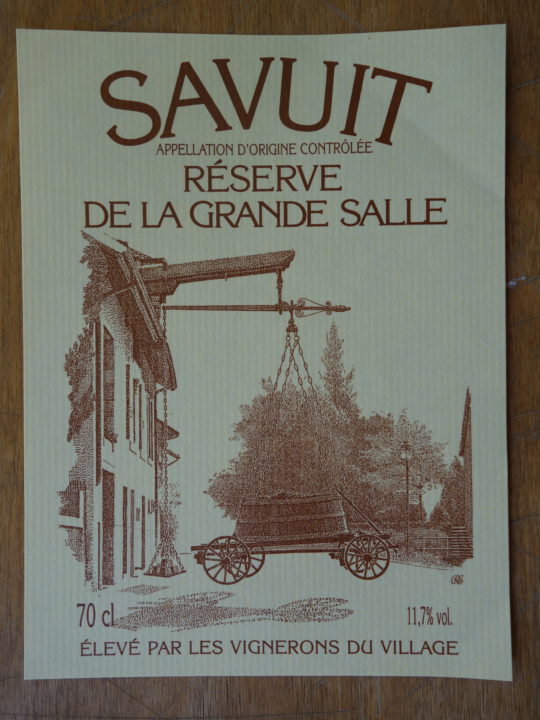 SAVUIT
APPELLATION D'ORIGINE CONTRÔLÉE
RÉSERVE
DE LA GRANDE SALLE
70 cl
11,7% vol.
ÉLEVÉ PAR LES VIGNERONS DU VILLAGE